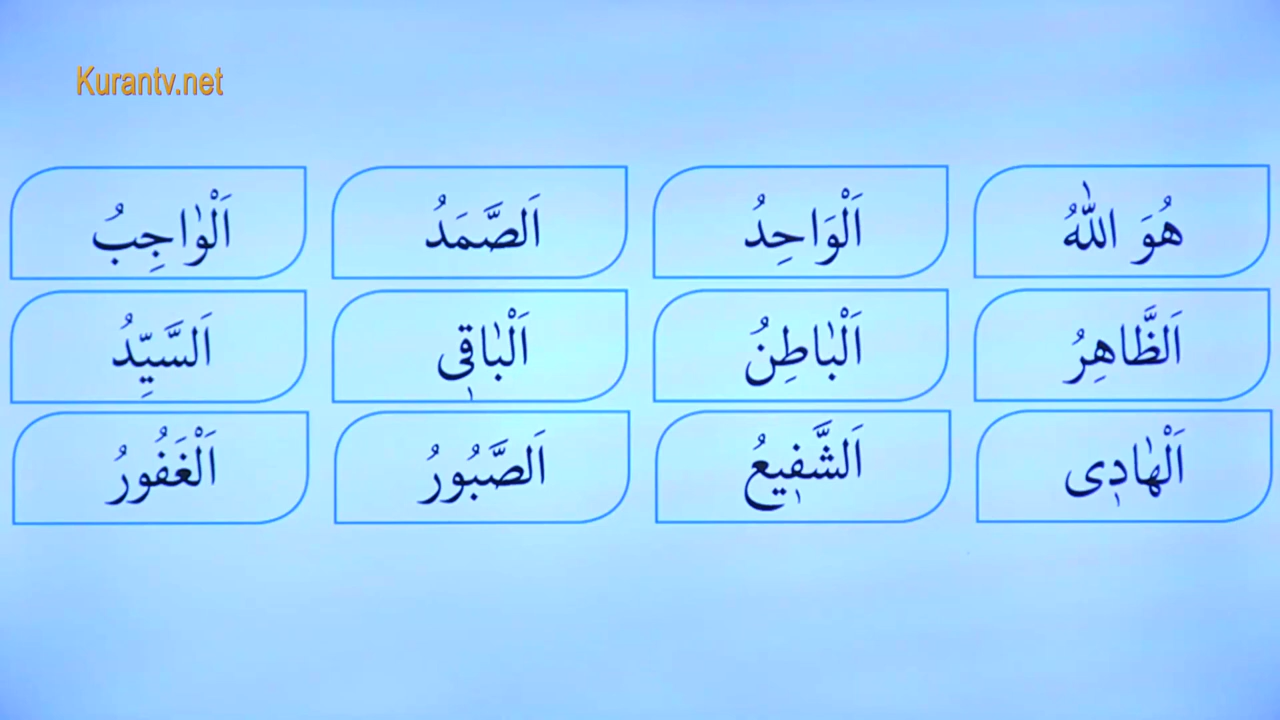 Kurantv.net
هُوَ اللّٰهُ اَلْوَاحِدُ اَلصَّمَدُ اَلْوٰاجِبُ
اَلظَّاهِرُ اَلْبٰاطِنُ اَلْبٰاقٖى اَلسَّيِّدُ
اَلْهٰادٖى اَلشَّفٖيعُ اَلصَّبُورُ اَلْغَفُورُ